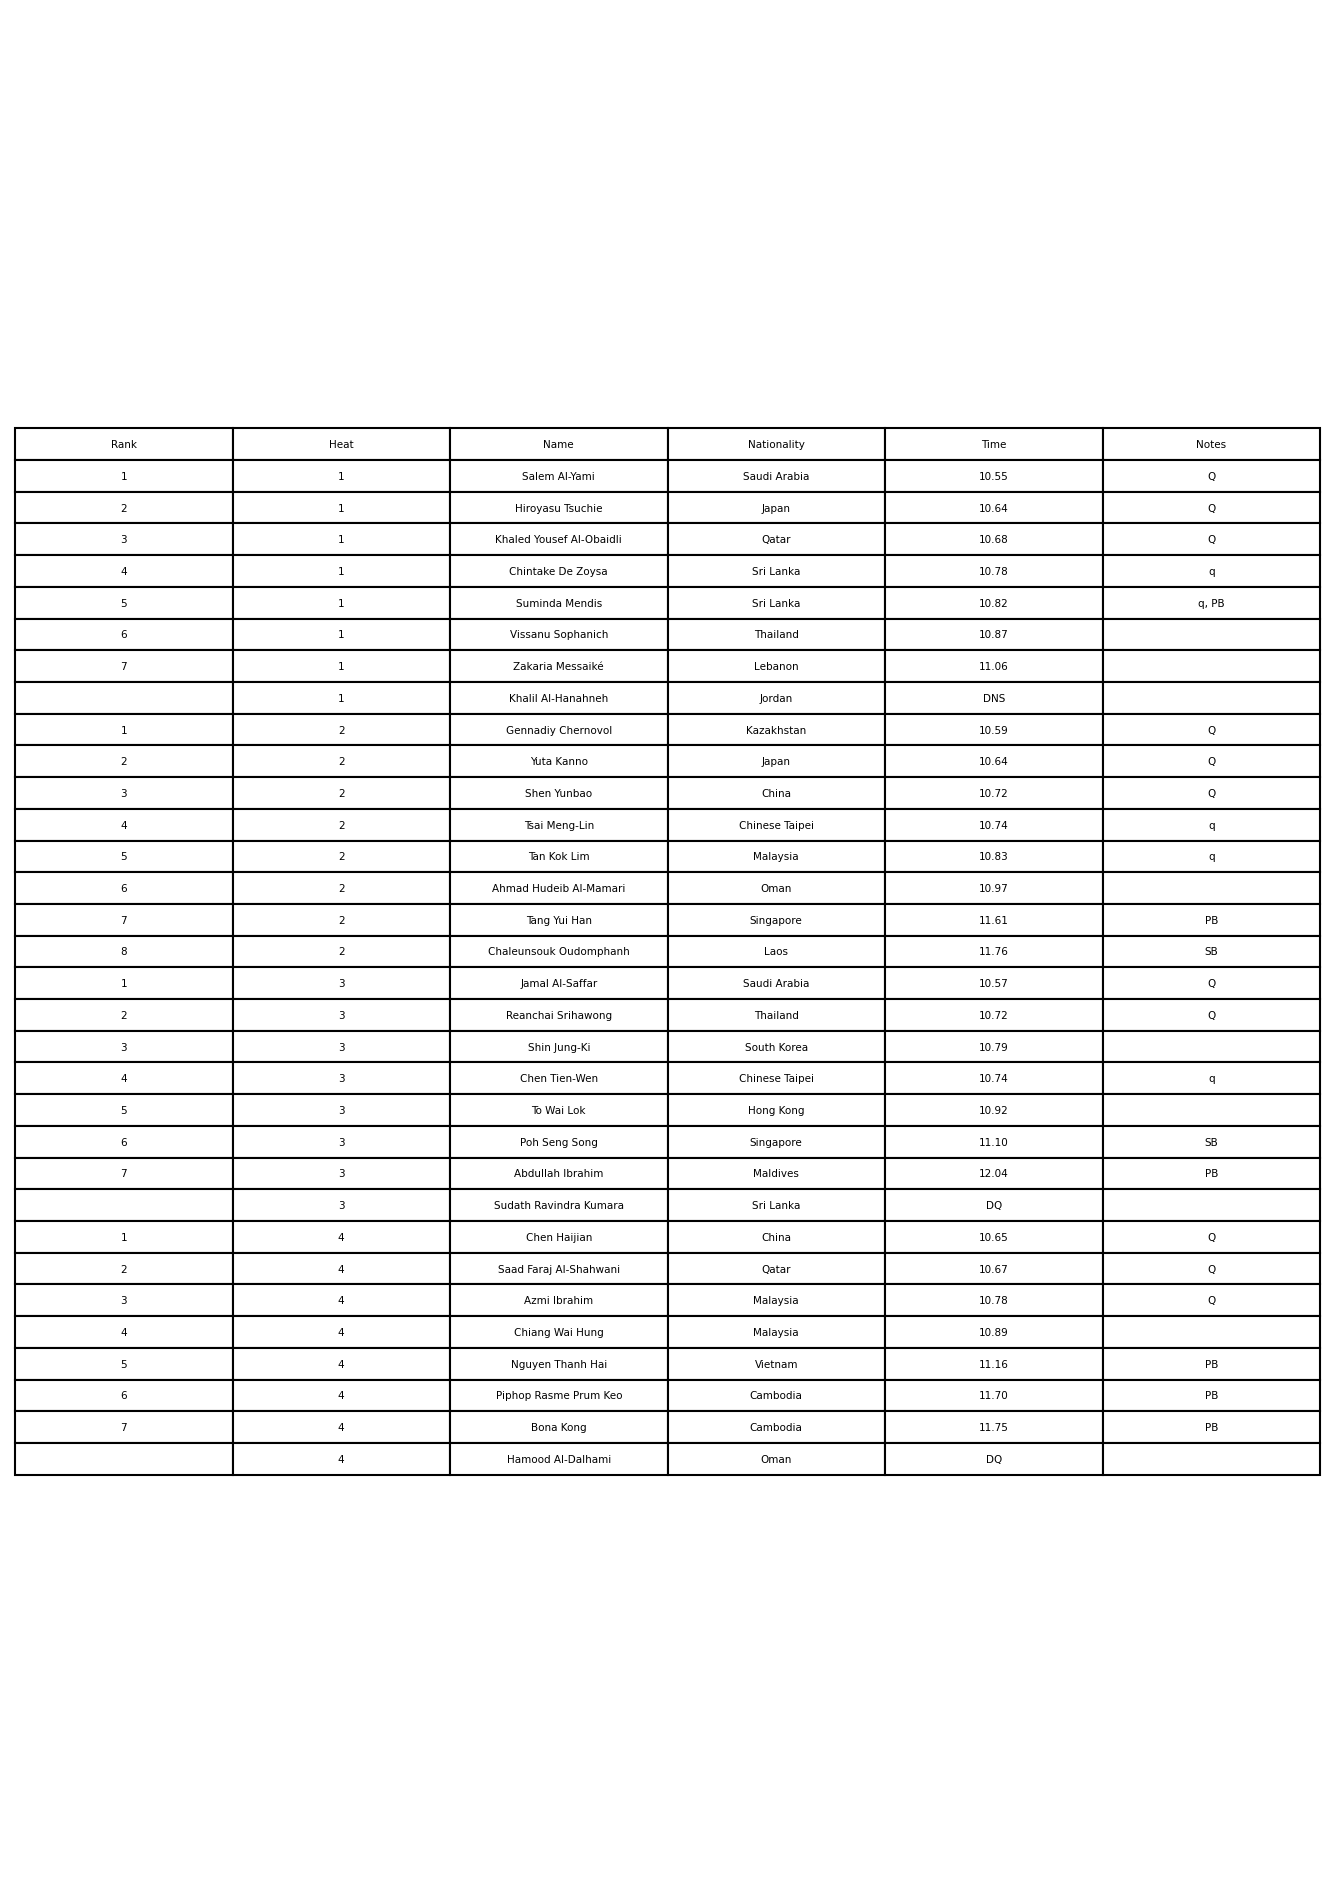 Rank Heat Name Nationality Time Notes
1 1 Salem Al-Yami Saudi Arabia 10.55 Q
2 1 Hiroyasu Tsuchie Japan 10.64 Q
3 1 Khaled Yousef Al-Obaidli Qatar 10.68 Q
4 1 Chintake De Zoysa Sri Lanka 10.78 q
5 1 Suminda Mendis Sri Lanka 10.82 q, PB
6 1 Vissanu Sophanich Thailand 10.87
7 1 Zakaria Messaiké Lebanon 11.06
1 Khalil Al-Hanahneh Jordan DNS
1 2 Gennadiy Chernovol Kazakhstan 10.59 Q
2 2 Yuta Kanno Japan 10.64 Q
3 2 Shen Yunbao China 10.72 Q
4 2 Tsai Meng-Lin Chinese Taipei 10.74 q
5 2 Tan Kok Lim Malaysia 10.83 q
6 2 Ahmad Hudeib Al-Mamari Oman 10.97
7 2 Tang Yui Han Singapore 11.61 PB
8 2 Chaleunsouk Oudomphanh Laos 11.76 SB
1 3 Jamal Al-Saffar Saudi Arabia 10.57 Q
2 3 Reanchai Srihawong Thailand 10.72 Q
3 3 Shin Jung-Ki South Korea 10.79
4 3 Chen Tien-Wen Chinese Taipei 10.74 q
5 3 To Wai Lok Hong Kong 10.92
6 3 Poh Seng Song Singapore 11.10 SB
7 3 Abdullah Ibrahim Maldives 12.04 PB
3 Sudath Ravindra Kumara Sri Lanka DQ
1 4 Chen Haijian China 10.65 Q
2 4 Saad Faraj Al-Shahwani Qatar 10.67 Q
3 4 Azmi Ibrahim Malaysia 10.78 Q
4 4 Chiang Wai Hung Malaysia 10.89
5 4 Nguyen Thanh Hai Vietnam 11.16 PB
6 4 Piphop Rasme Prum Keo Cambodia 11.70 PB
7 4 Bona Kong Cambodia 11.75 PB
4 Hamood Al-Dalhami Oman DQ